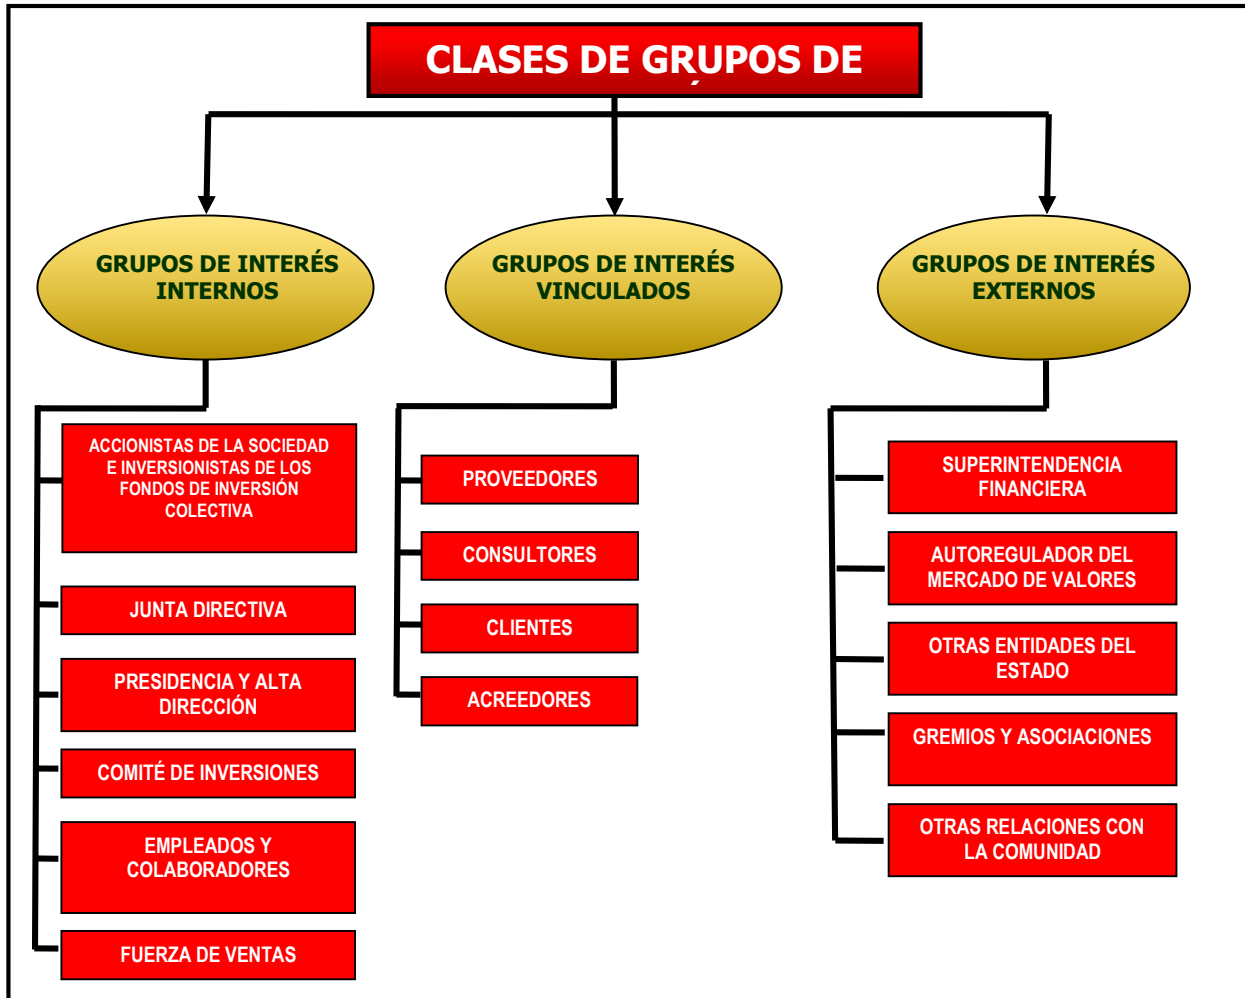 CLASES DE GRUPOS DE
GRUPOS DE INTERÉS
INTERNOS
GRUPOS DE INTERÉS
VINCULADOS
GRUPOS DE INTERÉS
EXTERNOS
ACCIONISTAS DE LA SOCIEDAD
E INVERSIONISTAS DE LOS
FONDOS DE INVERSIÓN
COLECTIVA
JUNTA DIRECTIVA
PRESIDENCIA Y ALTA
DIRECCIÓN
COMITÉ DE INVERSIONES
EMPLEADOS Y
COLABORADORES
FUERZA DE VENTAS
PROVEEDORES
CONSULTORES
CLIENTES
ACREEDORES
SUPERINTENDENCIA
FINANCIERA
AUTOREGULADOR DEL
MERCADO DE VALORES
OTRAS ENTIDADES DEL
ESTADO
GREMIOS Y ASOCIACIONES
OTRAS RELACIONES CON
LA COMUNIDAD